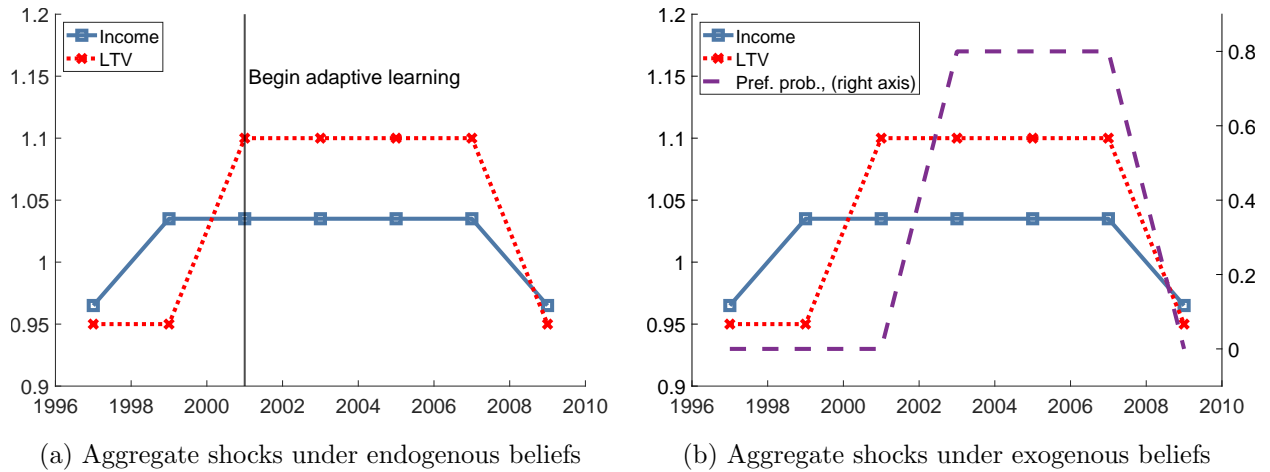 1.2
1.15
1.1
1.05
1
0.95
0.9
Income
LTV
Begin adaptive learning
1996 1998 2000 2002 2004 2006 2008 2010
(a) Aggregate shocks under endogenous beliefs
1.2
1.15
1.1
1.05
1
0.95
0.9
Income
LTV
Pref. prob., (right axis)
0.8
0.6
0.4
0.2
0
1996 1998 2000 2002 2004 2006 2008 2010
(b) Aggregate shocks under exogenous beliefs